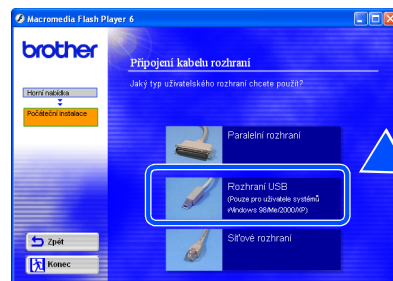 Macromedia Flash Player 6
brother
Připojení kabelu rozhraní
Jaký typ uživatelského rozhraní chcete použít?
Horní nabídka
Počáteční instalace
Paralelní rozhraní
Rozhraní USB
(Pouze pro uživatele systémů
Windows 98/Me/2000/XP)
Síťové rozhraní
Zpět
Konec